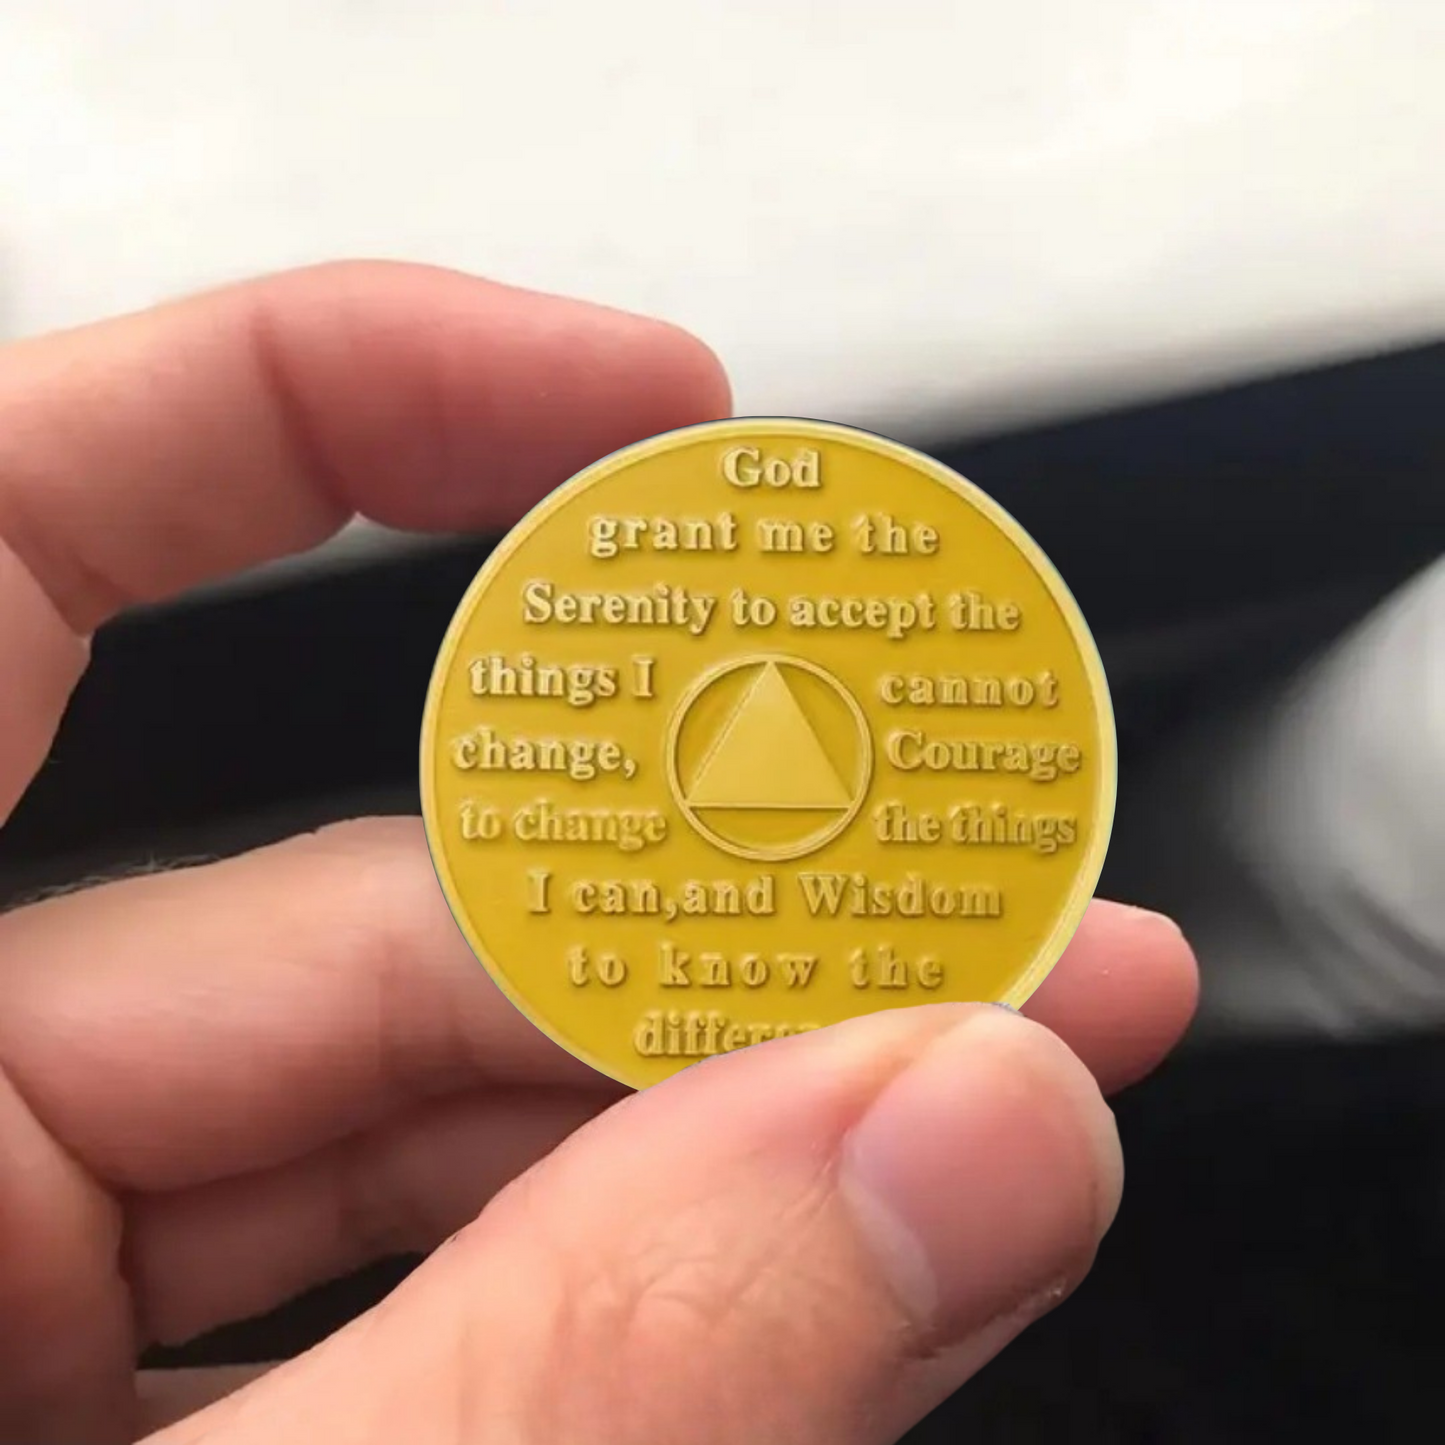 God
grant me the
Serenity to accept the
things I cannot
change, Courage
to change the things
I can,and Wisdom
to know the